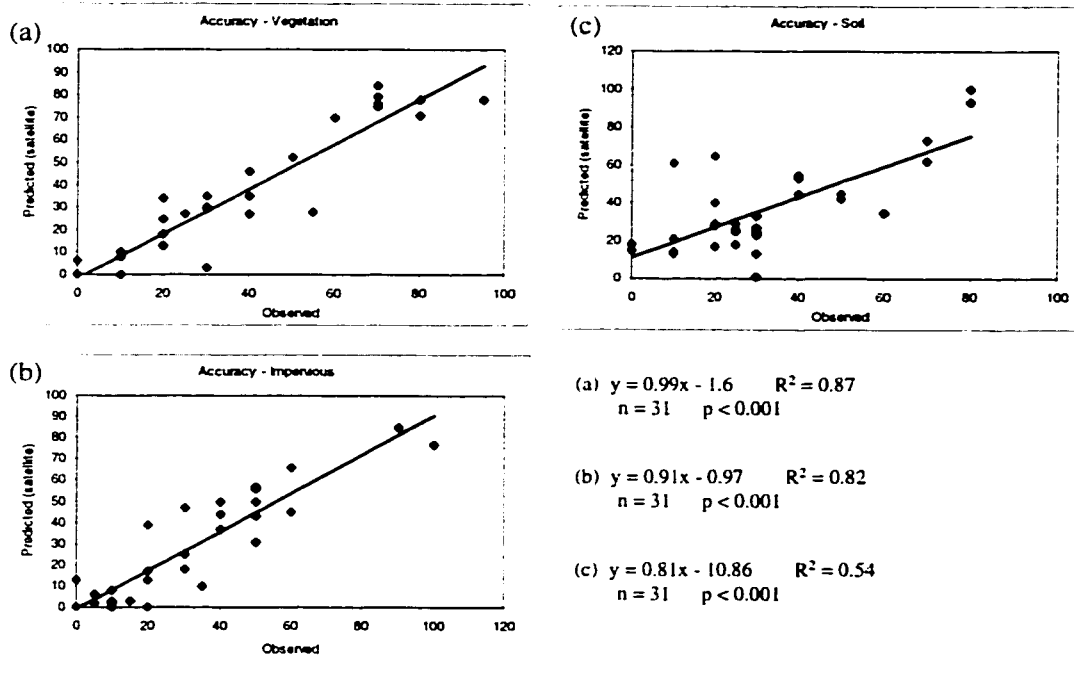 (a)
Accuracy - Vegetation
Predicted (satellite)
100
90
80
70
60
50
40
30
20
10
0
0 20 40 60 80 100
Observed
(c)
Accuracy - Soil
Predicted (satellite)
120
100
80
60
40
20
0
0 20 40 60 80 100
Observed
(b)
Accuracy - Impervious
Predicted (satellite)
100
90
80
70
60
50
40
30
20
10
0
0 20 40 60 80 100 120
Observed
(a) y = 0.99x - 1.6 R² = 0.87
n = 31 p < 0.001
(b) y = 0.91x - 0.97 R² = 0.82
n = 31 p < 0.001
(c) y = 0.81x - 10.86 R² = 0.54
n = 31 p < 0.001